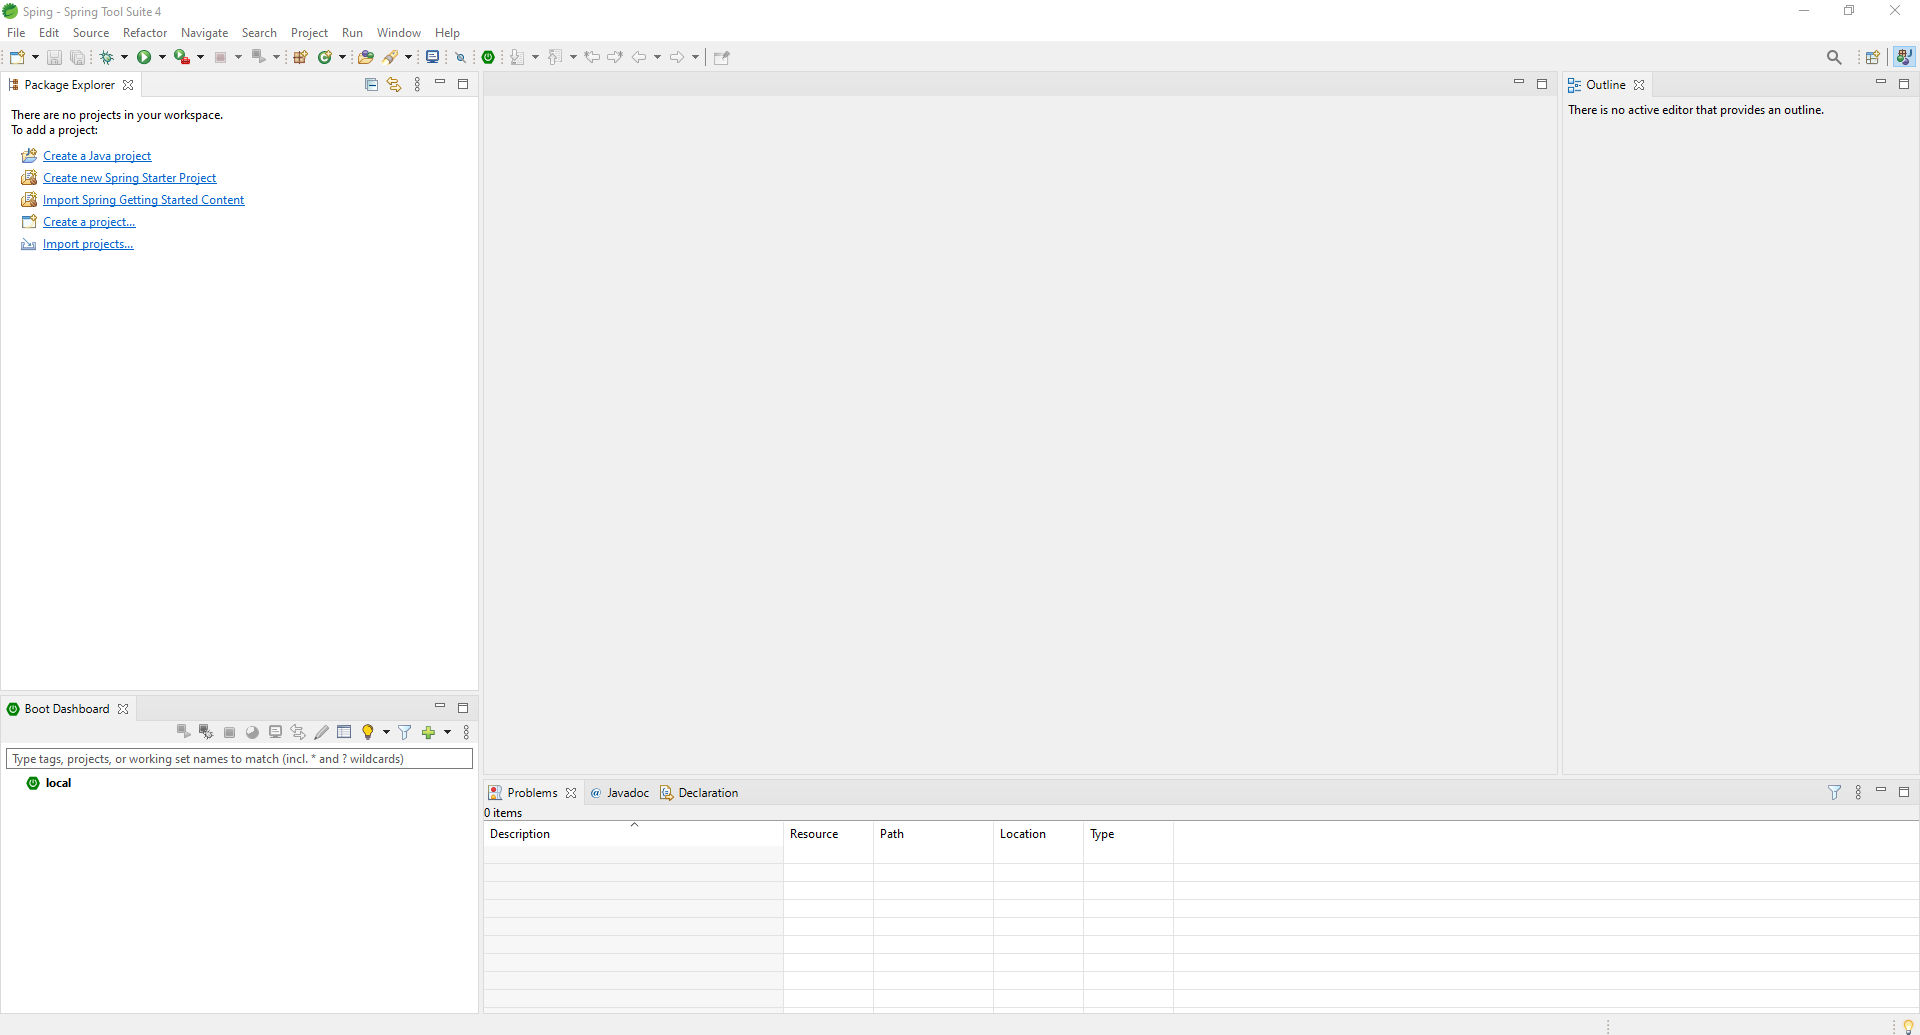 Sping - Spring Tool Suite 4
File Edit Source Refactor Navigate Search Project Run Window Help
Package Explorer
There are no projects in your workspace.
To add a project:
Create a Java project
Create new Spring Starter Project
Import Spring Getting Started Content
Create a project...
Import projects...
Outline
There is no active editor that provides an outline.
Boot Dashboard
Type tags, projects, or working set names to match (incl. * and ? wildcards)
local
Problems @ Javadoc Declaration
0 items
Description Resource Path Location Type